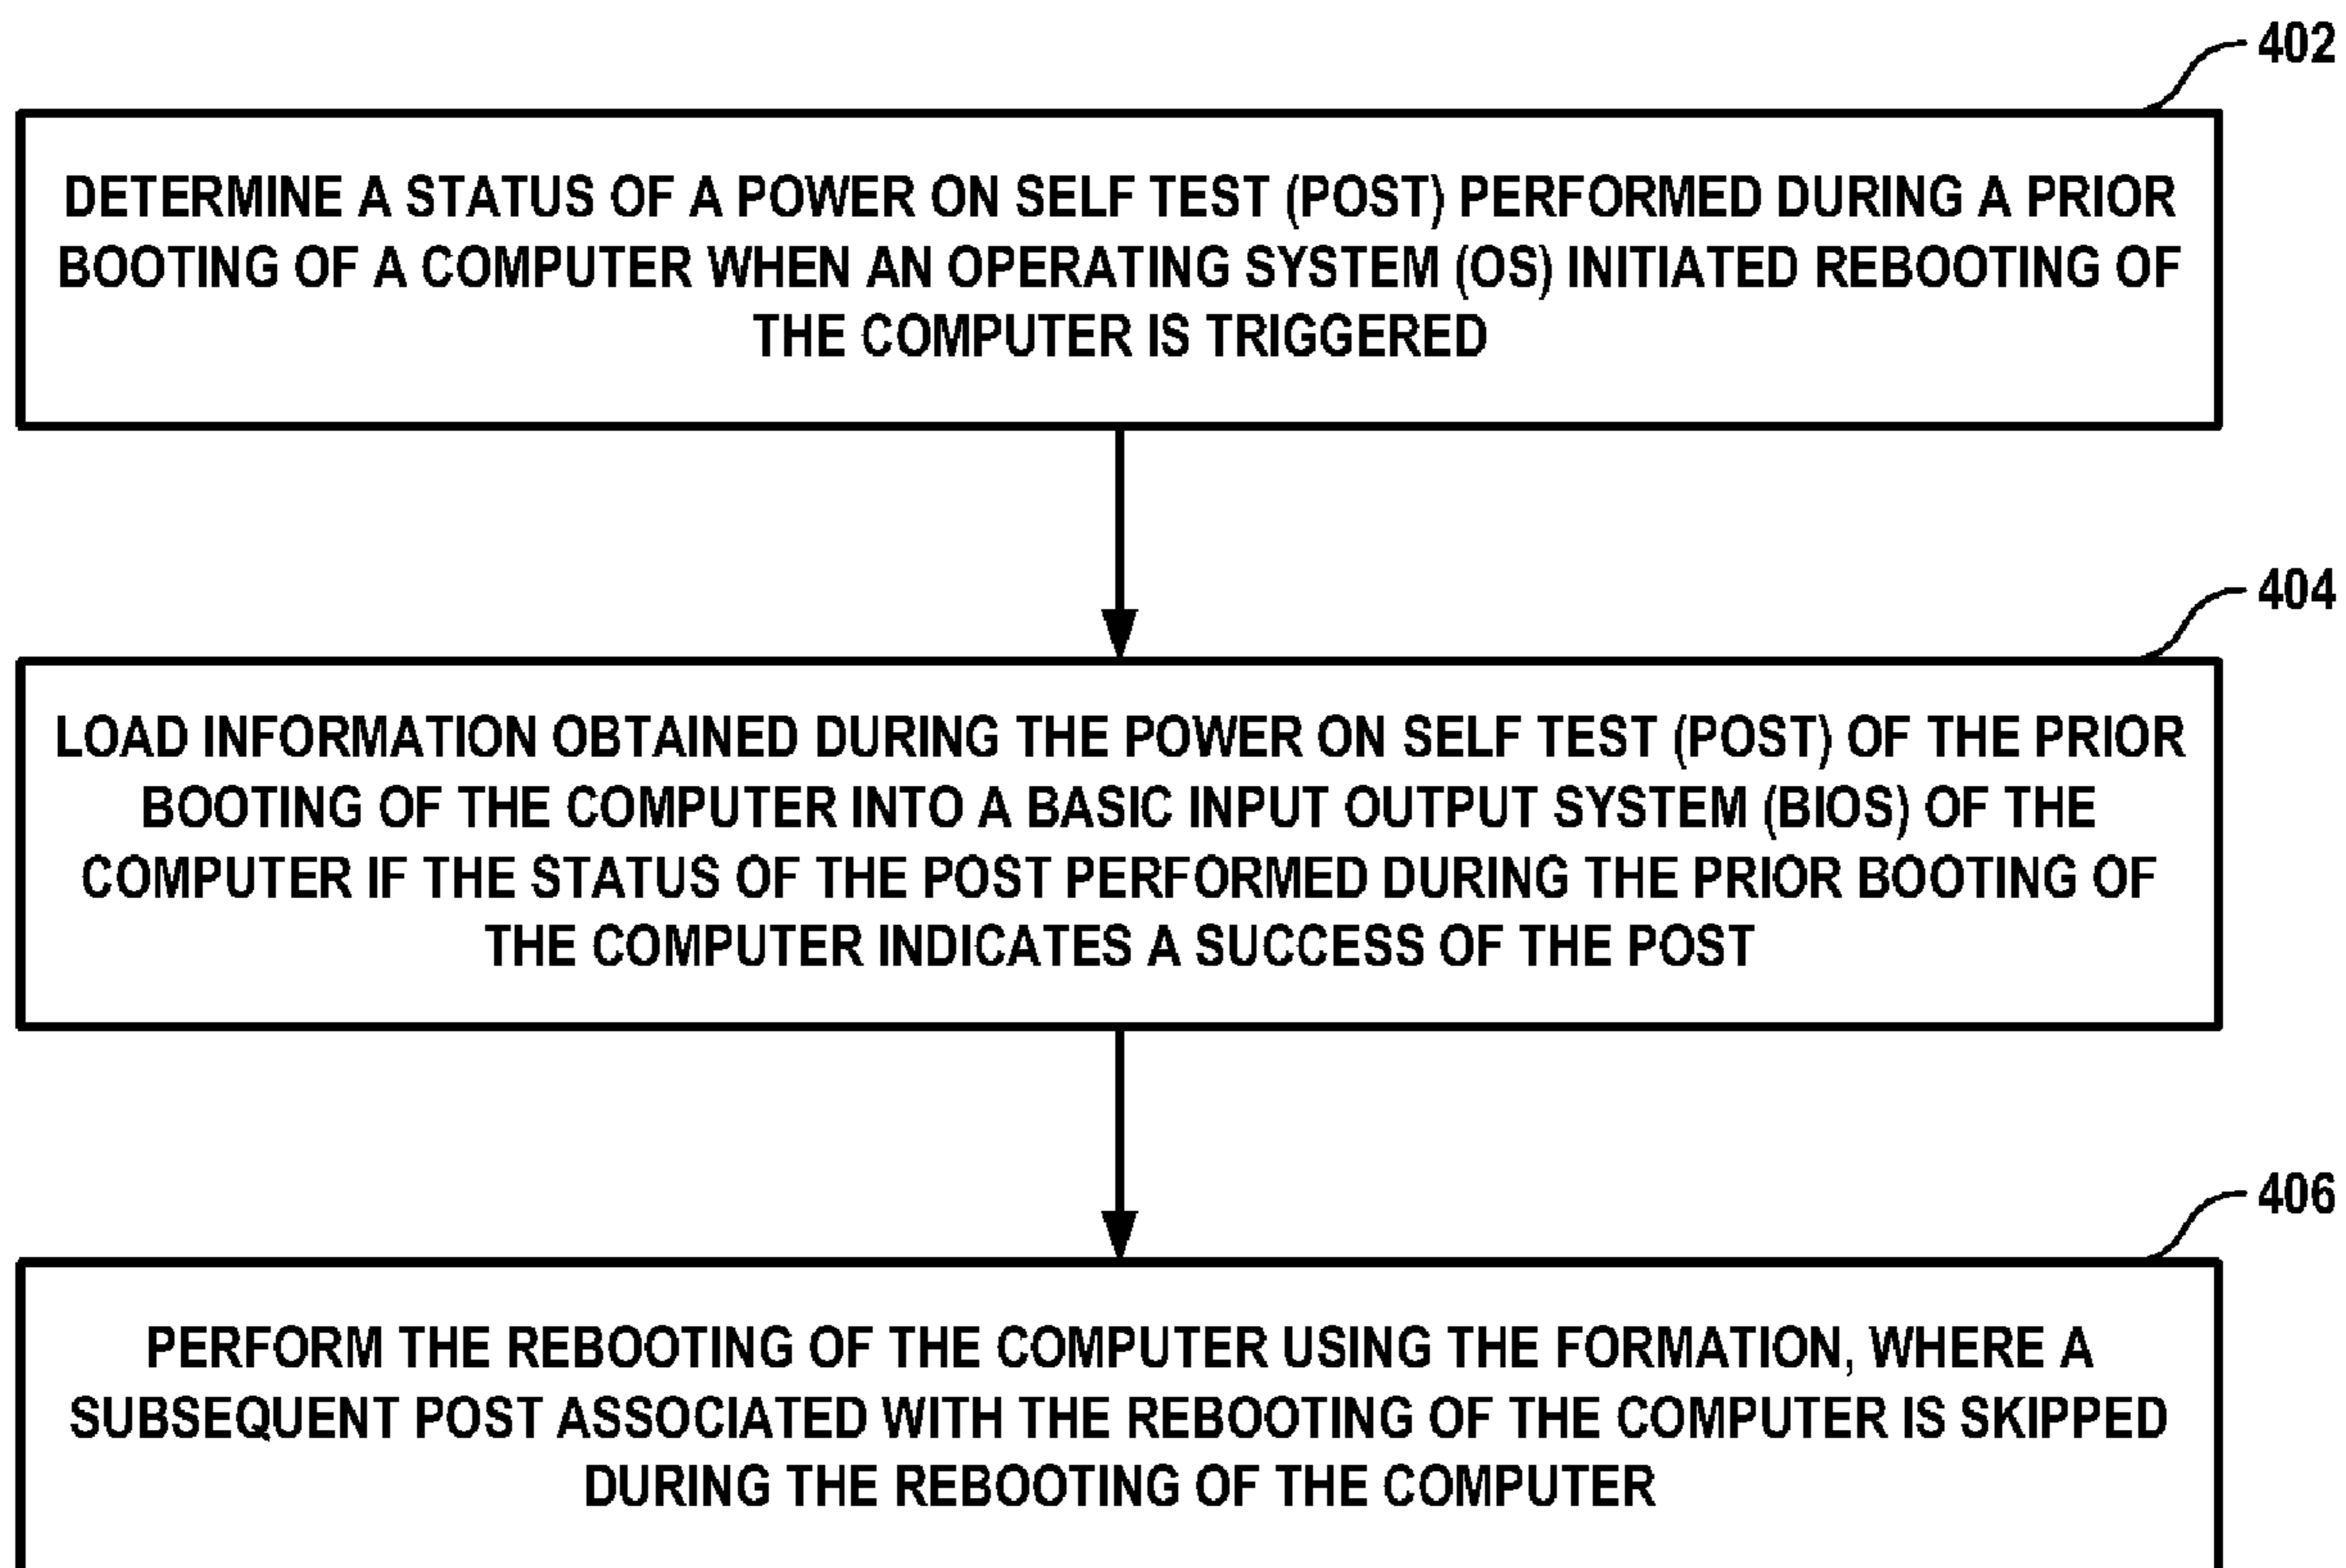 402
DETERMINE A STATUS OF A POWER ON SELF TEST (POST) PERFORMED DURING A PRIOR
BOOTING OF A COMPUTER WHEN AN OPERATING SYSTEM (OS) INITIATED REBOOTING OF
THE COMPUTER IS TRIGGERED
404
LOAD INFORMATION OBTAINED DURING THE POWER ON SELF TEST (POST) OF THE PRIOR
BOOTING OF THE COMPUTER INTO A BASIC INPUT OUTPUT SYSTEM (BIOS) OF THE
COMPUTER IF THE STATUS OF THE POST PERFORMED DURING THE PRIOR BOOTING OF
THE COMPUTER INDICATES A SUCCESS OF THE POST
406
PERFORM THE REBOOTING OF THE COMPUTER USING THE FORMATION, WHERE A
SUBSEQUENT POST ASSOCIATED WITH THE REBOOTING OF THE COMPUTER IS SKIPPED
DURING THE REBOOTING OF THE COMPUTER